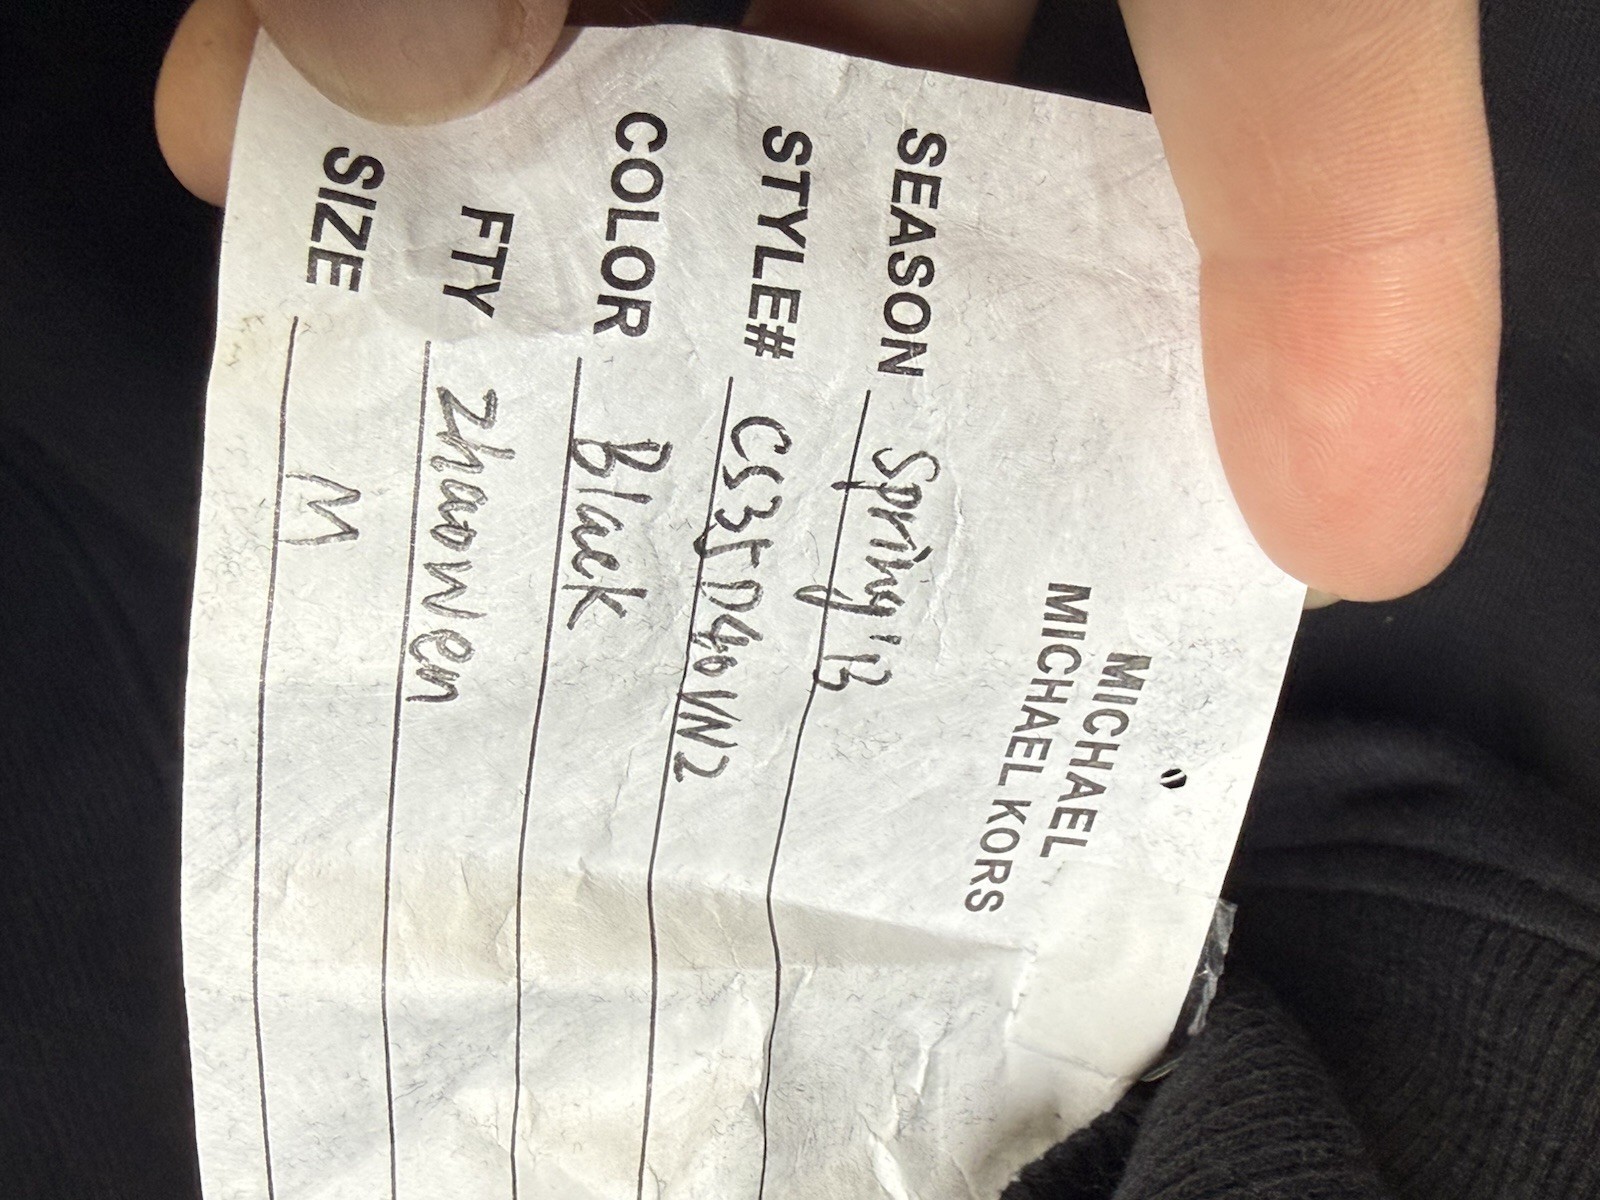 MICHAEL
MICHAEL KORS
SEASON Spring'13
STYLE# CS35D40VN2
COLOR Black
FTY Zhaowen
SIZE M